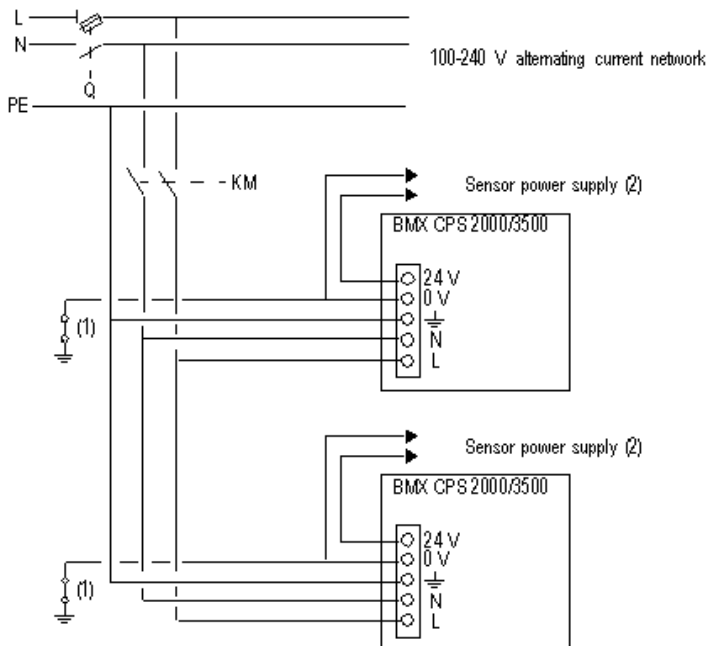 L
N
100-240 V alternating current network
Q
PE
KM
Sensor power supply (2)
BMX CPS 2000/3500
24 V
0 V
(1)
N
L
Sensor power supply (2)
BMX CPS 2000/3500
24 V
0 V
(1)
N
L